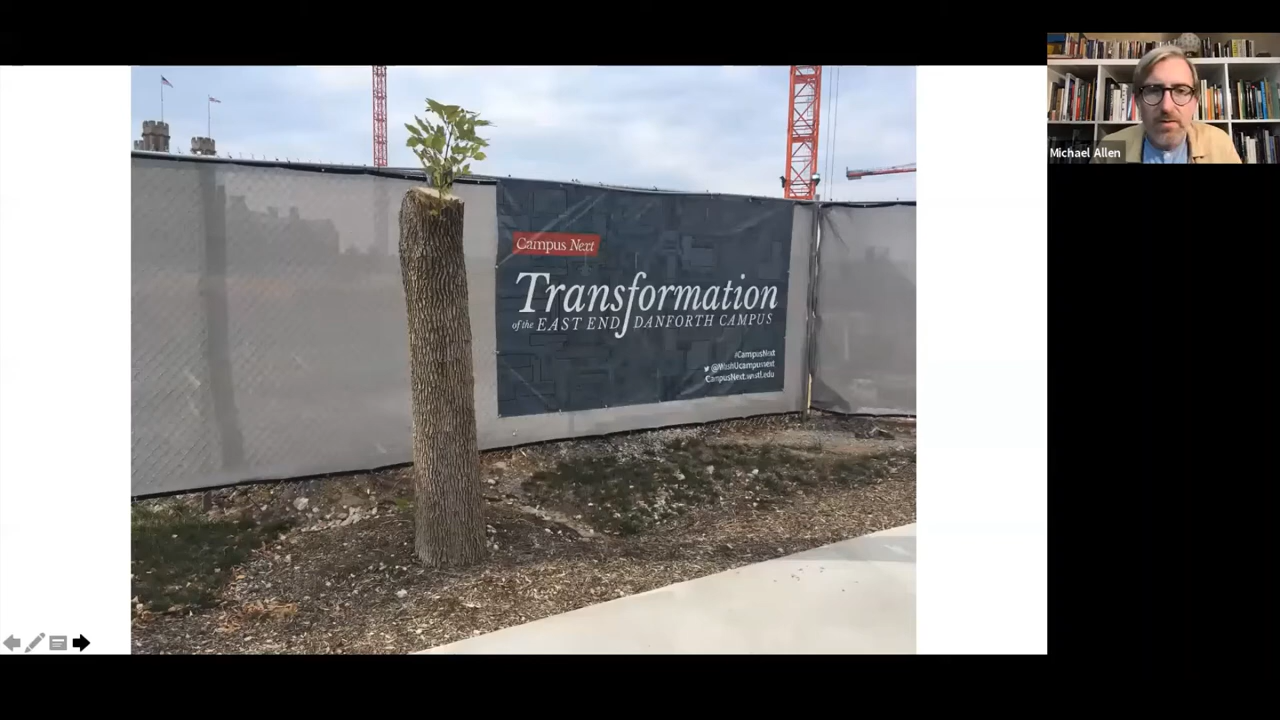 Campus Next
Transformation
of the EAST END DANFORTH CAMPUS
#CampusNext
@WashUcampusnext
CampusNext.wustl.edu
Michael Allen